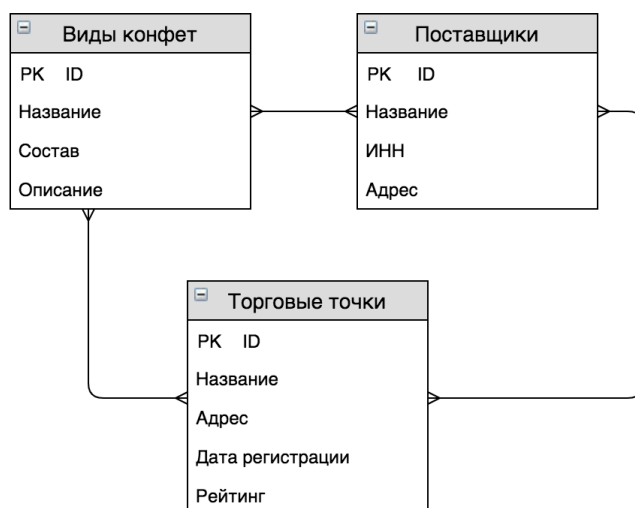 Виды конфет
PK ID
Название
Состав
Описание
Поставщики
PK ID
Название
ИНН
Адрес
Торговые точки
PK ID
Название
Адрес
Дата регистрации
Рейтинг